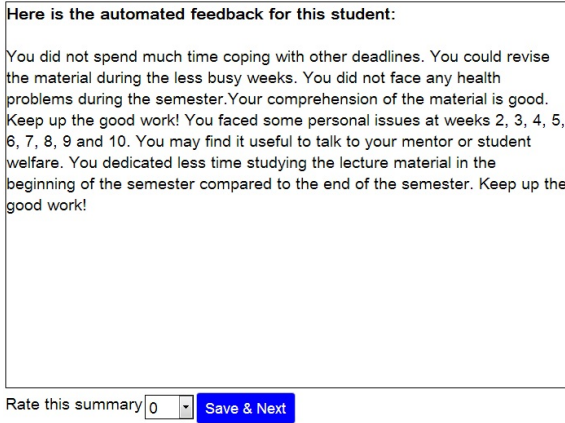 Here is the automated feedback for this student:
You did not spend much time coping with other deadlines. You could revise
the material during the less busy weeks. You did not face any health
problems during the semester.Your comprehension of the material is good.
Keep up the good work! You faced some personal issues at weeks 2, 3, 4, 5,
6, 7, 8, 9 and 10. You may find it useful to talk to your mentor or student
welfare. You dedicated less time studying the lecture material in the
beginning of the semester compared to the end of the semester. Keep up the
good work!
Rate this summary 0 Save & Next